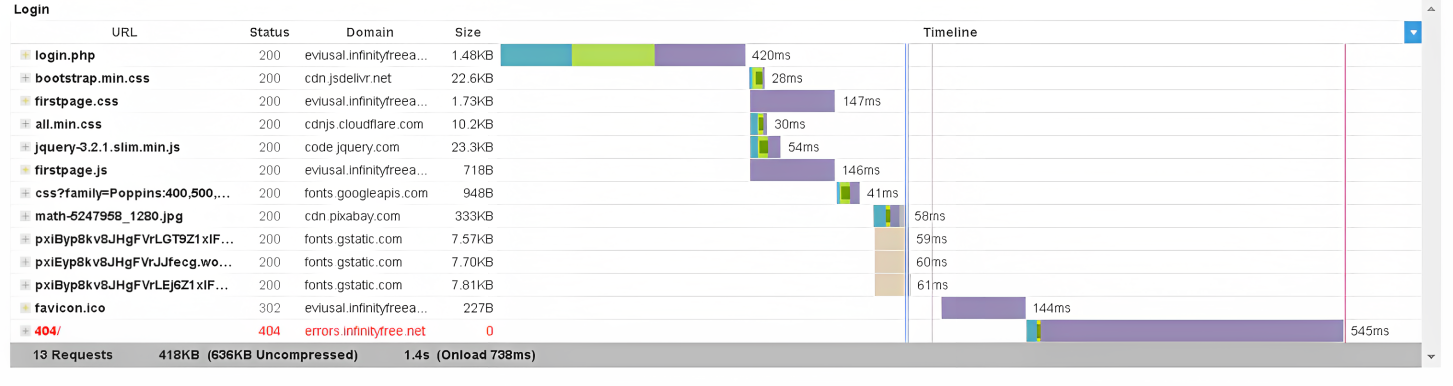 Login
URL Status Domain Size Timeline
login.php 200 eviusal.infinityfreea... 1.48KB 420ms
bootstrap.min.css 200 cdn.jsdelivr.net 22.6KB 28ms
firstpage.css 200 eviusal.infinityfreea... 1.73KB 147ms
all.min.css 200 cdnjs.cloudflare.com 10.2KB 30ms
jquery-3.2.1.slim.min.js 200 code.jquery.com 23.3KB 54ms
firstpage.js 200 eviusal.infinityfreea... 718B 146ms
css?family=Poppins:400,500,... 200 fonts.googleapis.com 948B 41ms
math-5247958_1280.jpg 200 cdn.pixabay.com 333KB 58ms
pxiByp8kv8JHgFVrLGT9Z1xlF... 200 fonts.gstatic.com 7.57KB 59ms
pxiEyp8kv8JHgFVrJJfecg.wo... 200 fonts.gstatic.com 7.70KB 60ms
pxiByp8kv8JHgFVrLEj6Z1xlF... 200 fonts.gstatic.com 7.81KB 61ms
favicon.ico 302 eviusal.infinityfreea... 227B 144ms
404/ 404 errors.infinityfree.net 0 545ms
13 Requests 418KB (636KB Uncompressed) 1.4s (Onload 738ms)